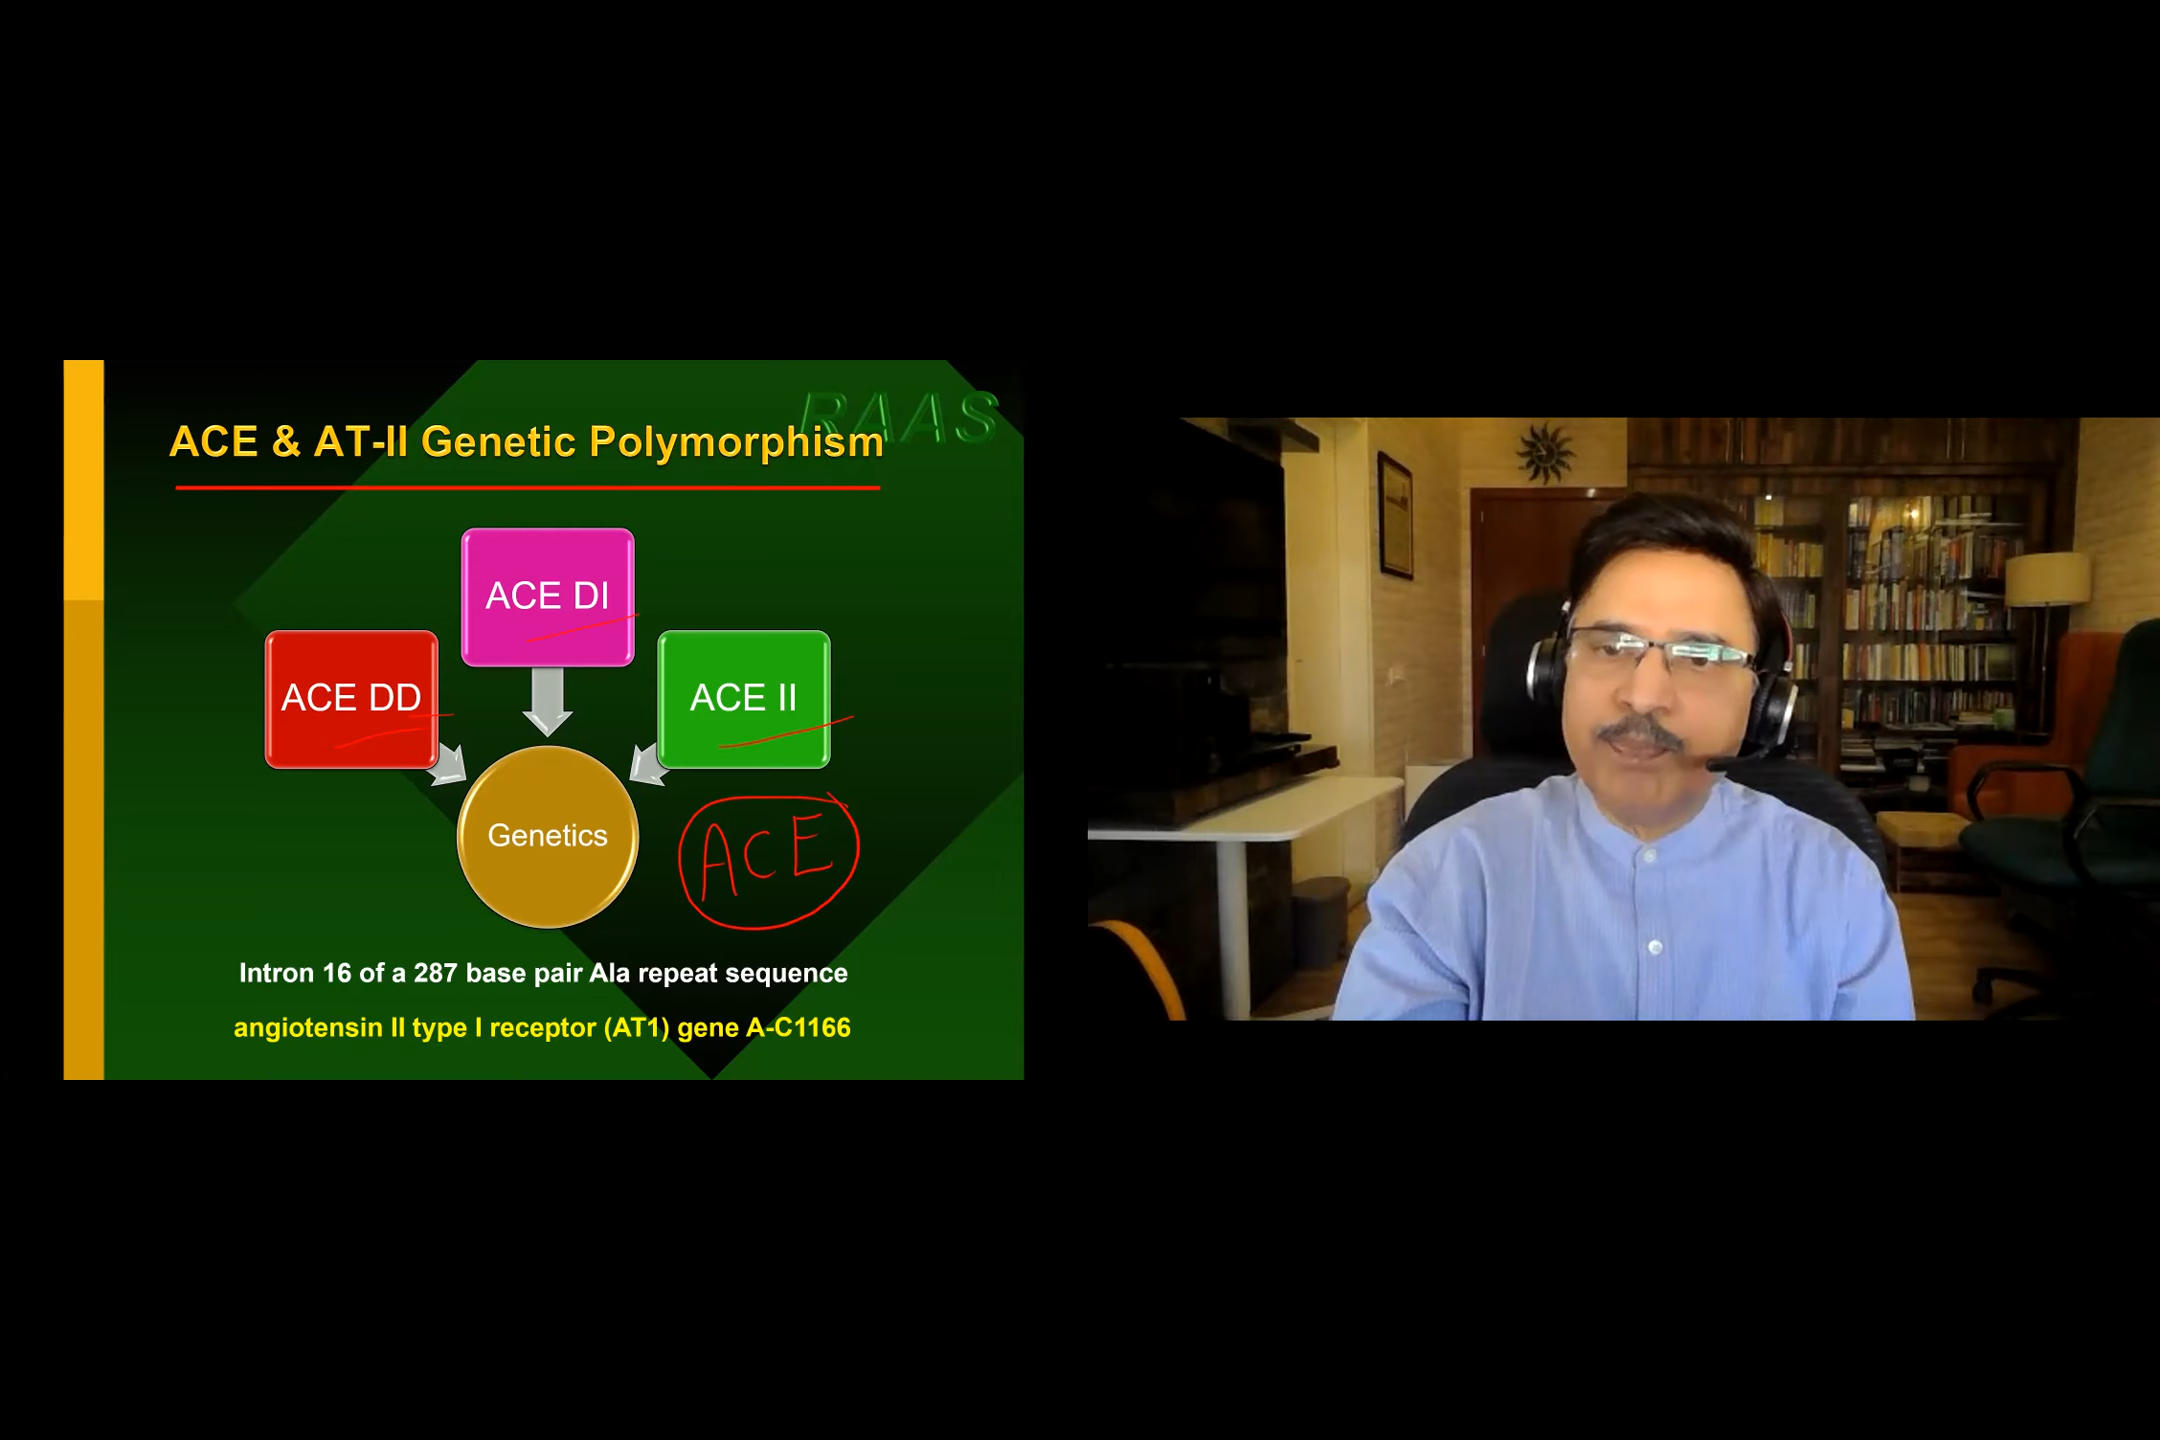 RAAS
ACE & AT-II Genetic Polymorphism
ACE DI
ACE DD
ACE II
Genetics
ACE
Intron 16 of a 287 base pair Ala repeat sequence
angiotensin II type I receptor (AT1) gene A-C1166